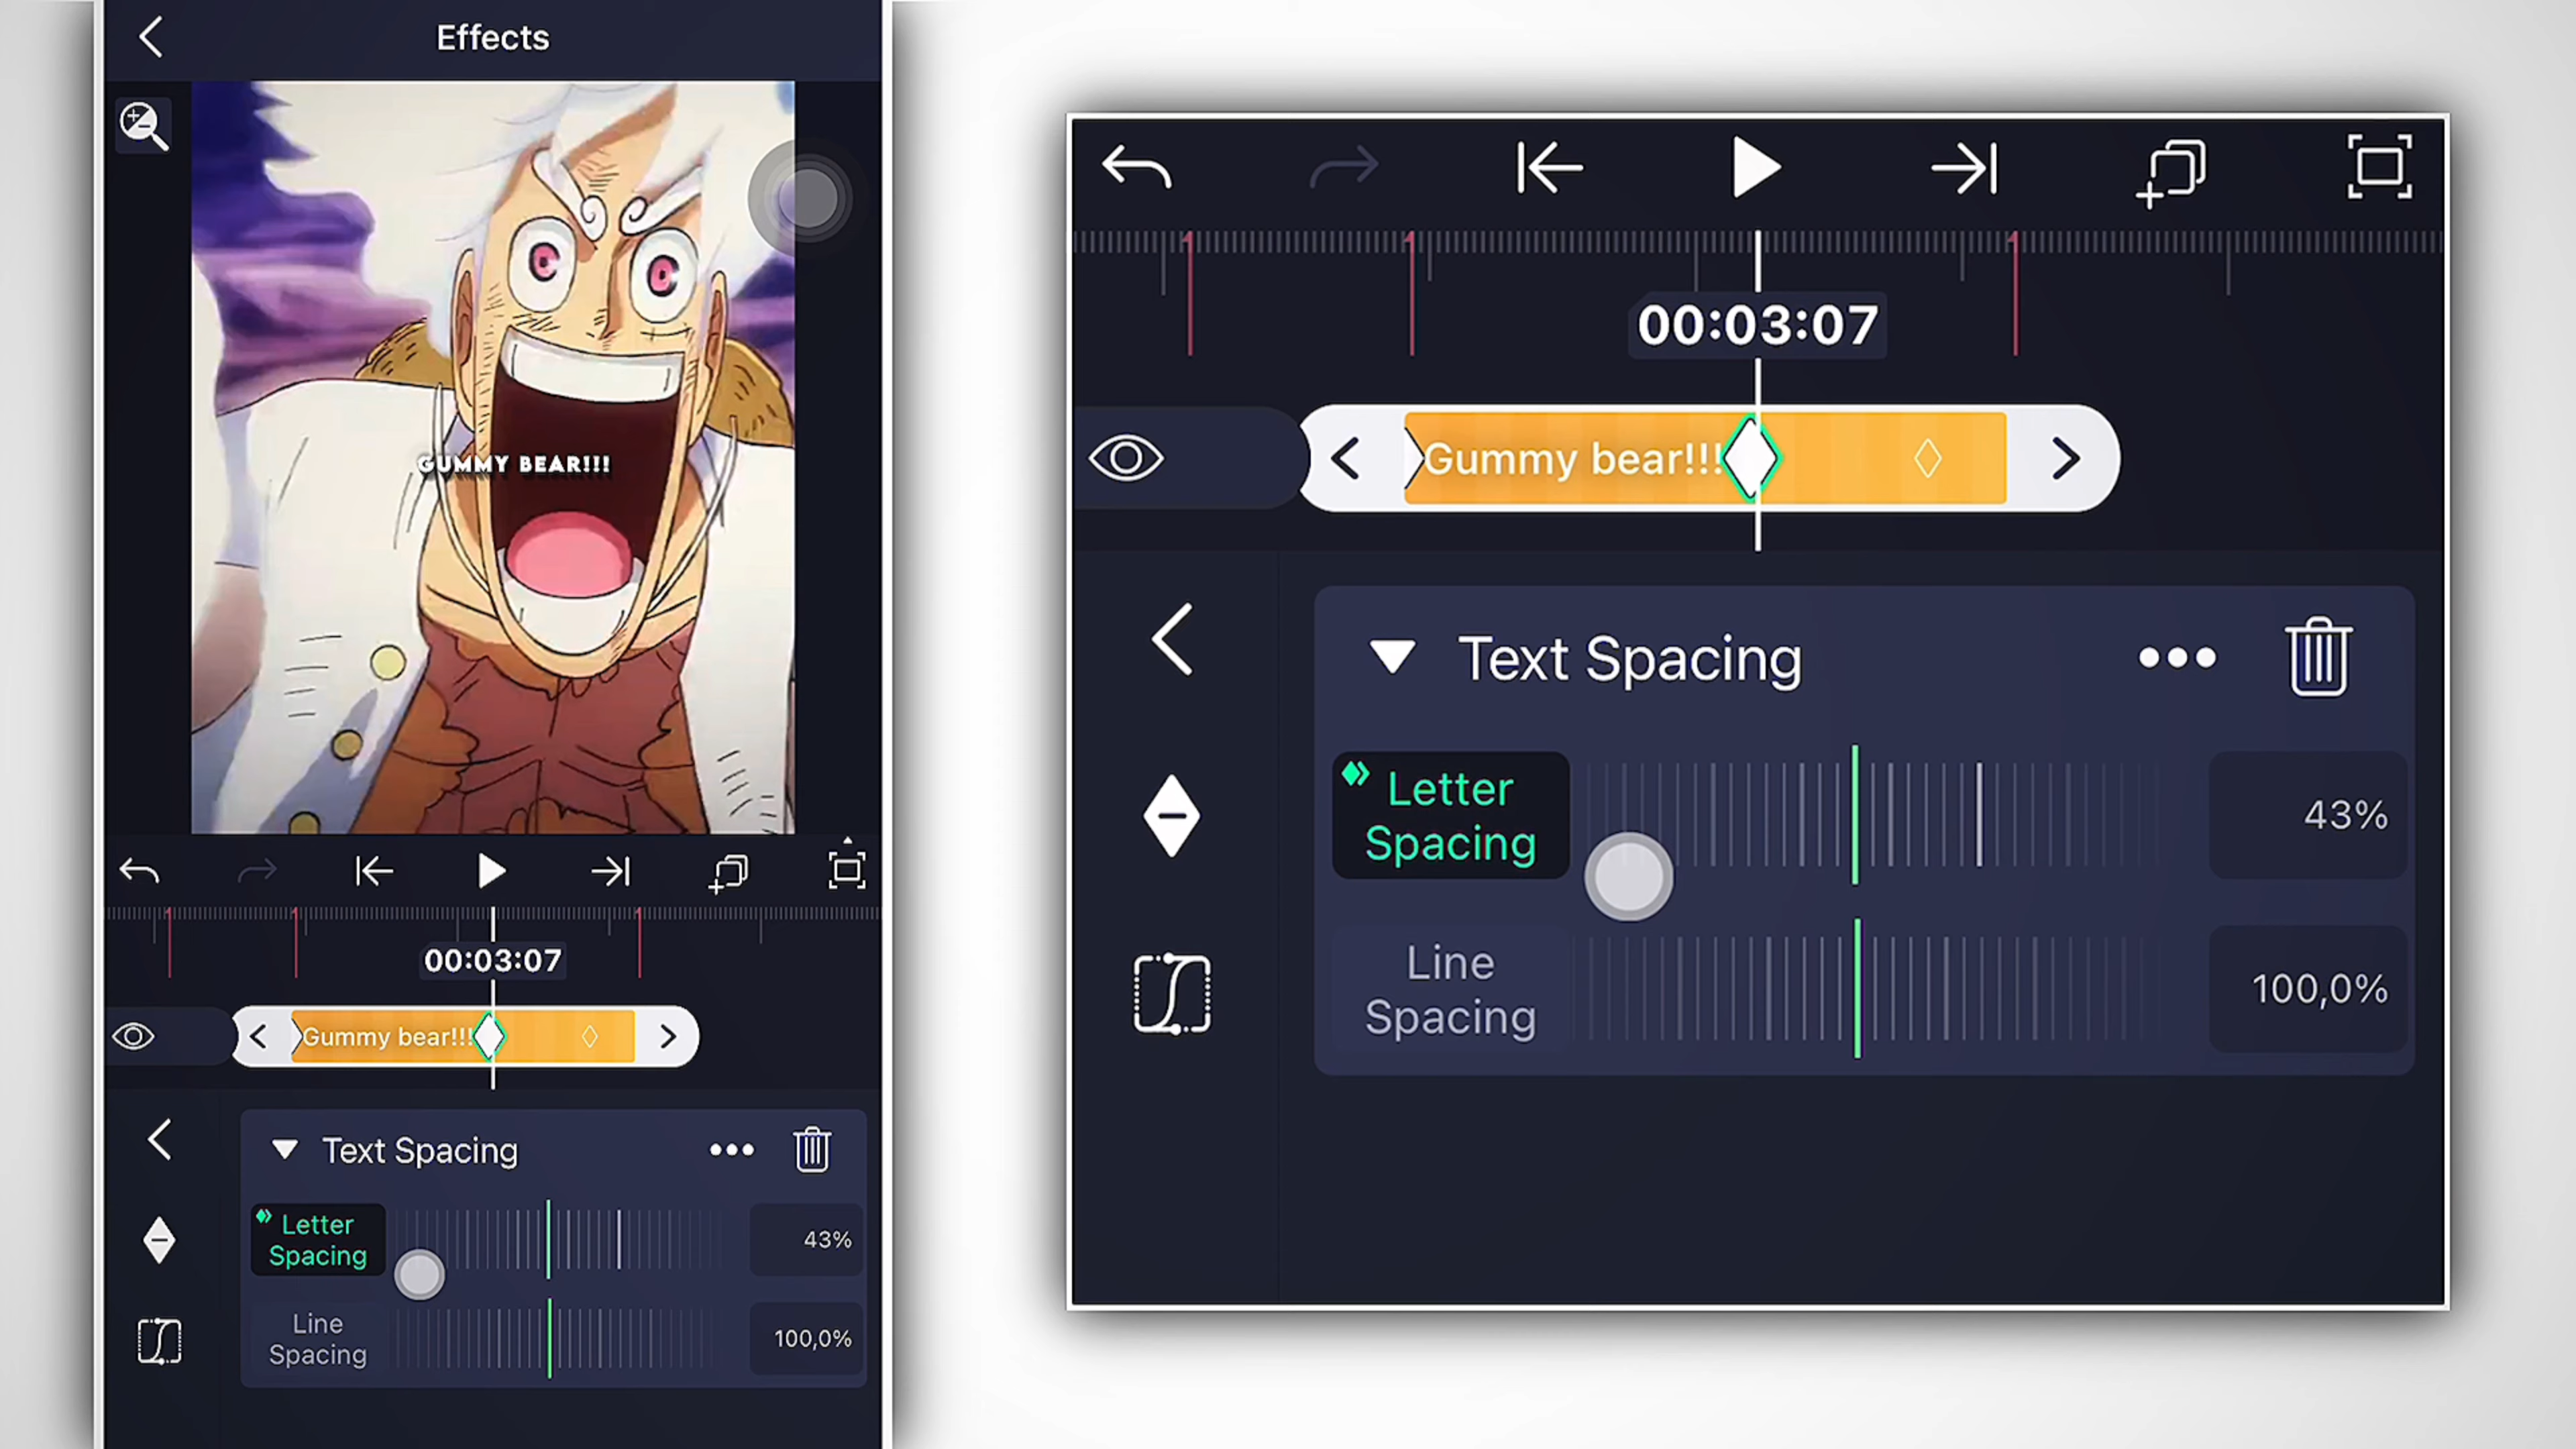 Effects
GUMMY BEAR!!!
00:03:07
Gummy bear!!!
Text Spacing
Letter
Spacing
43%
Line
Spacing
100,0%
00:03:07
Gummy bear!!!
Text Spacing
Letter
Spacing
43%
Line
Spacing
100,0%